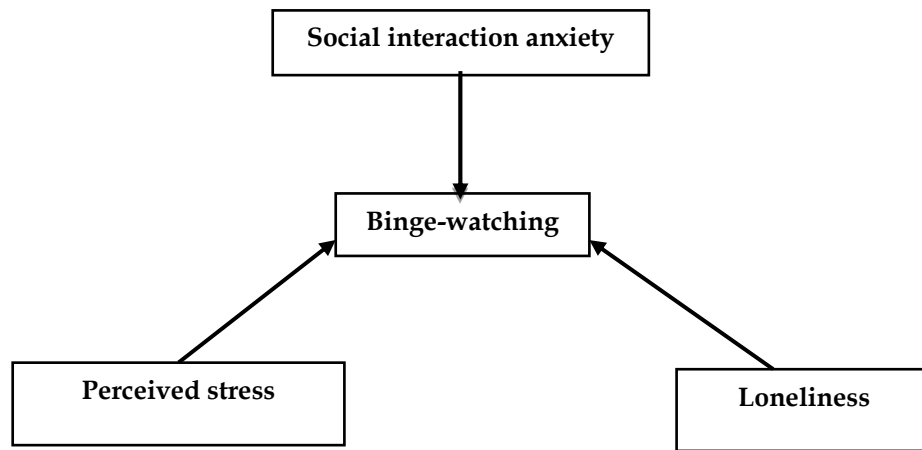 Social interaction anxiety
Binge-watching
Perceived stress
Loneliness